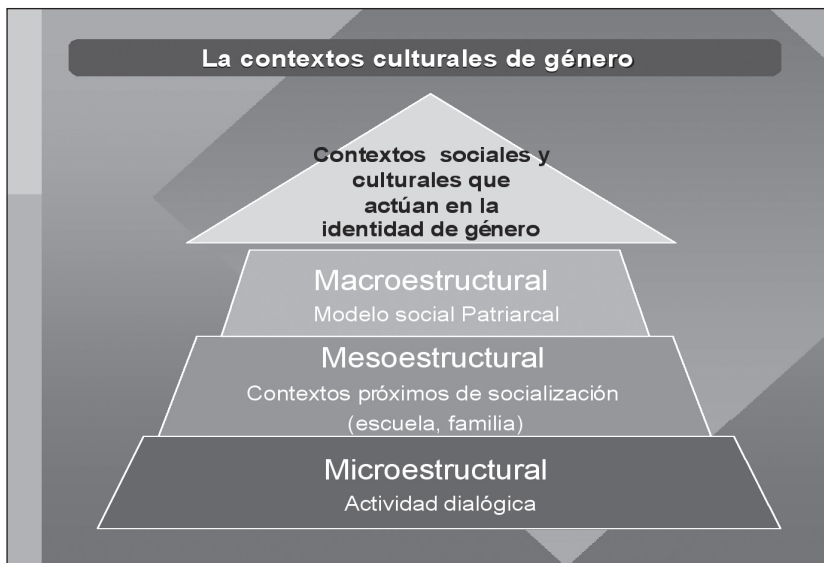 La contextos culturales de género
Contextos sociales y
culturales que
actúan en la
identidad de género
Macroestructural
Modelo social Patriarcal
Mesoestructural
Contextos próximos de socialización
(escuela, familia)
Microestructural
Actividad dialógica